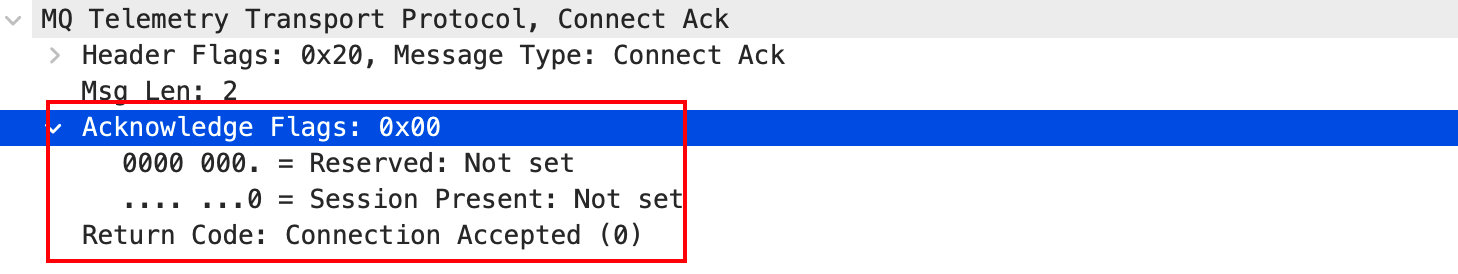 MQ Telemetry Transport Protocol, Connect Ack
Header Flags: 0x20, Message Type: Connect Ack
Msg Len: 2
Acknowledge Flags: 0x00
0000 000. = Reserved: Not set
.... ...0 = Session Present: Not set
Return Code: Connection Accepted (0)